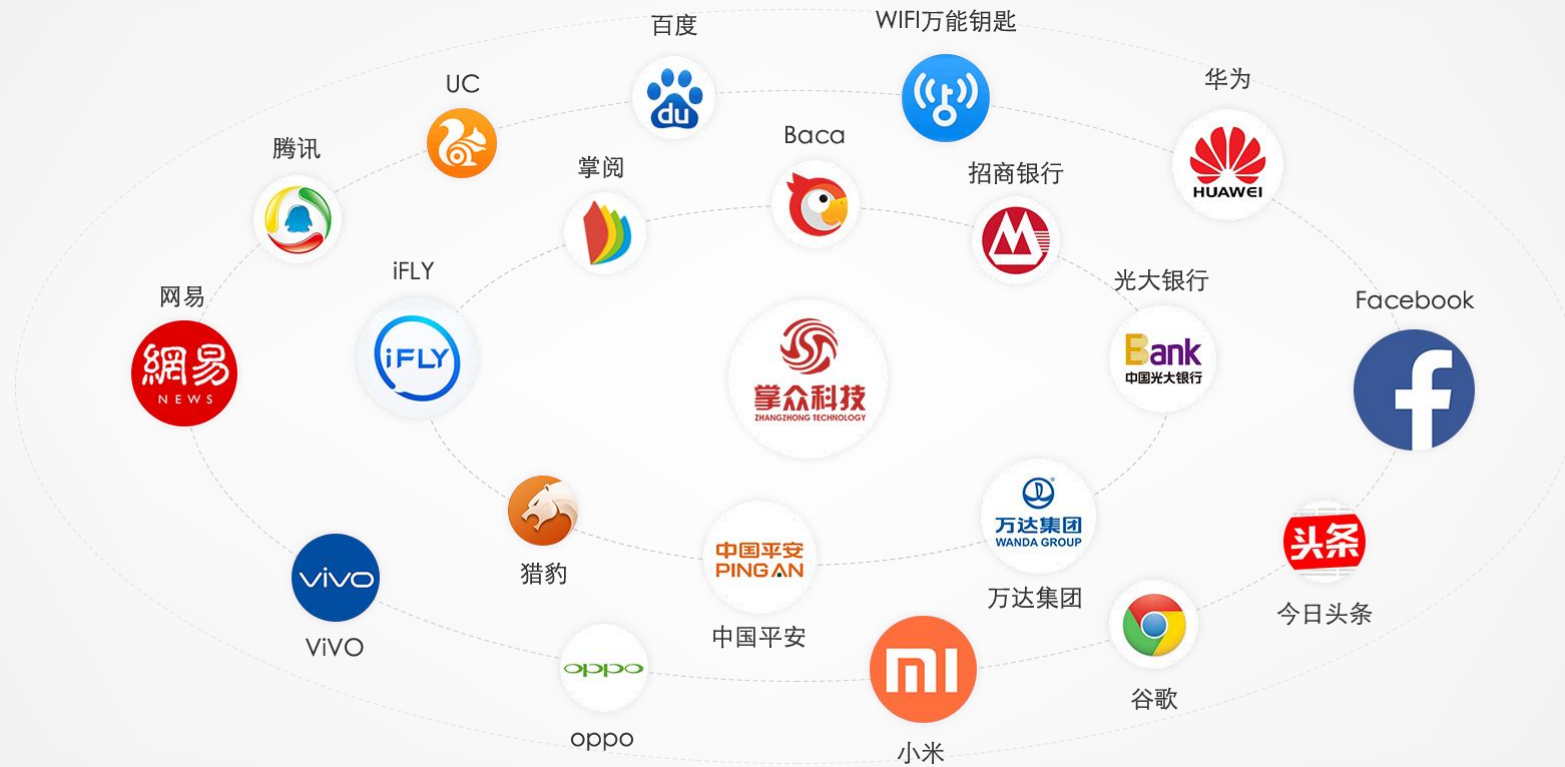 百度
WIFI万能钥匙
UC
du
华为
腾讯
掌阅
Baca
招商银行
HUAWEI
iFLY
光大银行
网易
Facebook
網易
NEWS
iFLY
掌众科技
ZHANGZHONG TECHNOLOGY
Bank
中国光大银行
f
猎豹
中国平安
PING AN
万达集团
WANDA GROUP
头条
vivo
ViVO
中国平安
万达集团
今日头条
oppo
oppo
mi
小米
谷歌